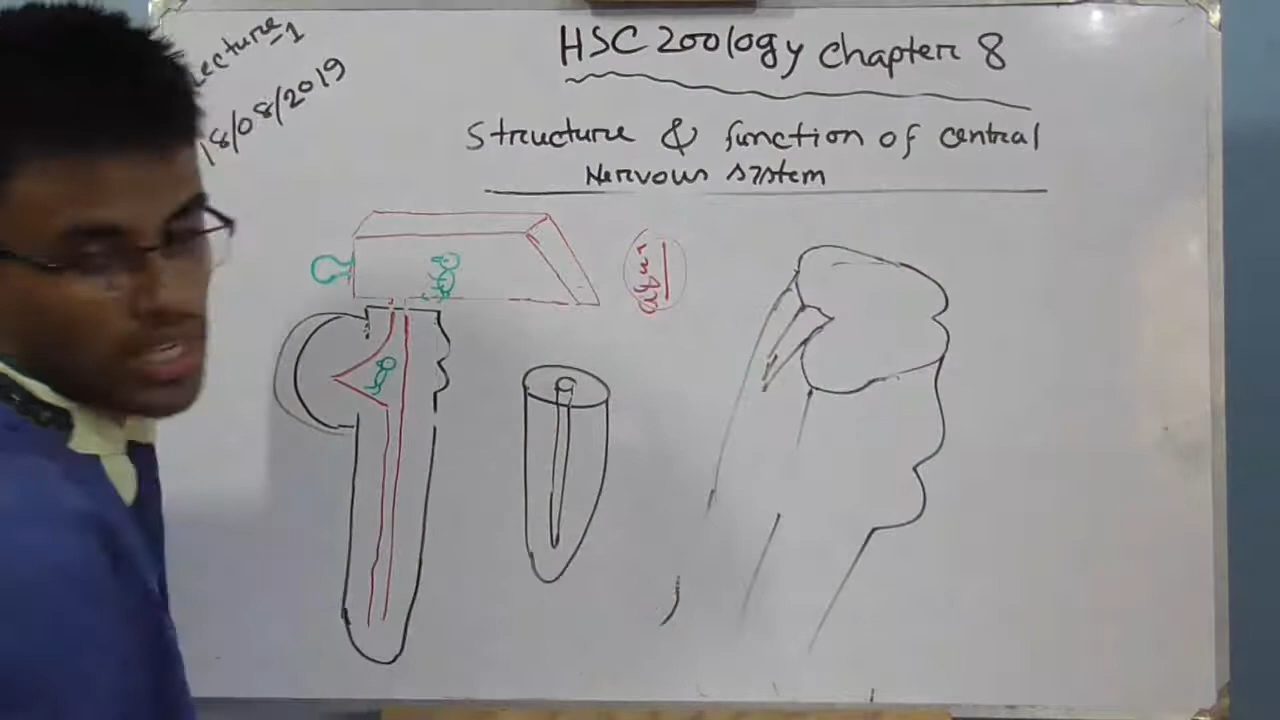 Lecture-1
18/08/2019
HSC Zoology Chapter 8
Structure & function of central
Nervous system